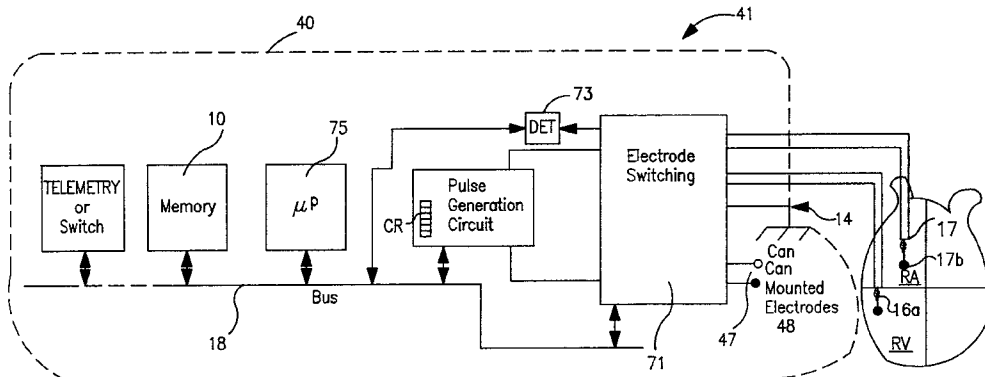 40
41
73
DET
10
75
TELEMETRY
or
Switch
Memory
μP
CR
Pulse
Generation
Circuit
Electrode
Switching
14
17
17b
RA
16a
RV
Can
Can
Mounted
Electrodes
48
47
71
Bus
18